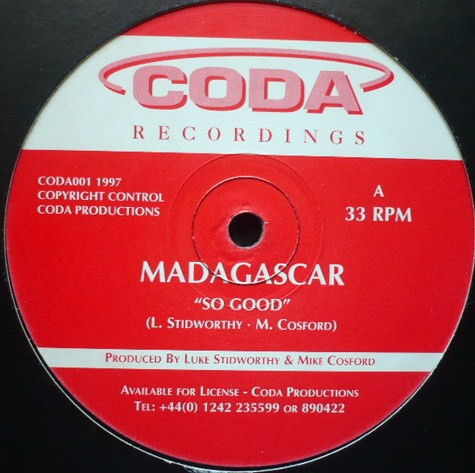 CODA
RECORDINGS
CODA001 1997
COPYRIGHT CONTROL
CODA PRODUCTIONS
A
33 RPM
MADAGASCAR
"SO GOOD"
(L. STIDWORTHY · M. COSFORD)
PRODUCED BY LUKE STIDWORTHY & MIKE COSFORD
AVAILABLE FOR LICENSE - CODA PRODUCTIONS
TEL: +44(0) 1242 235599 OR 890422